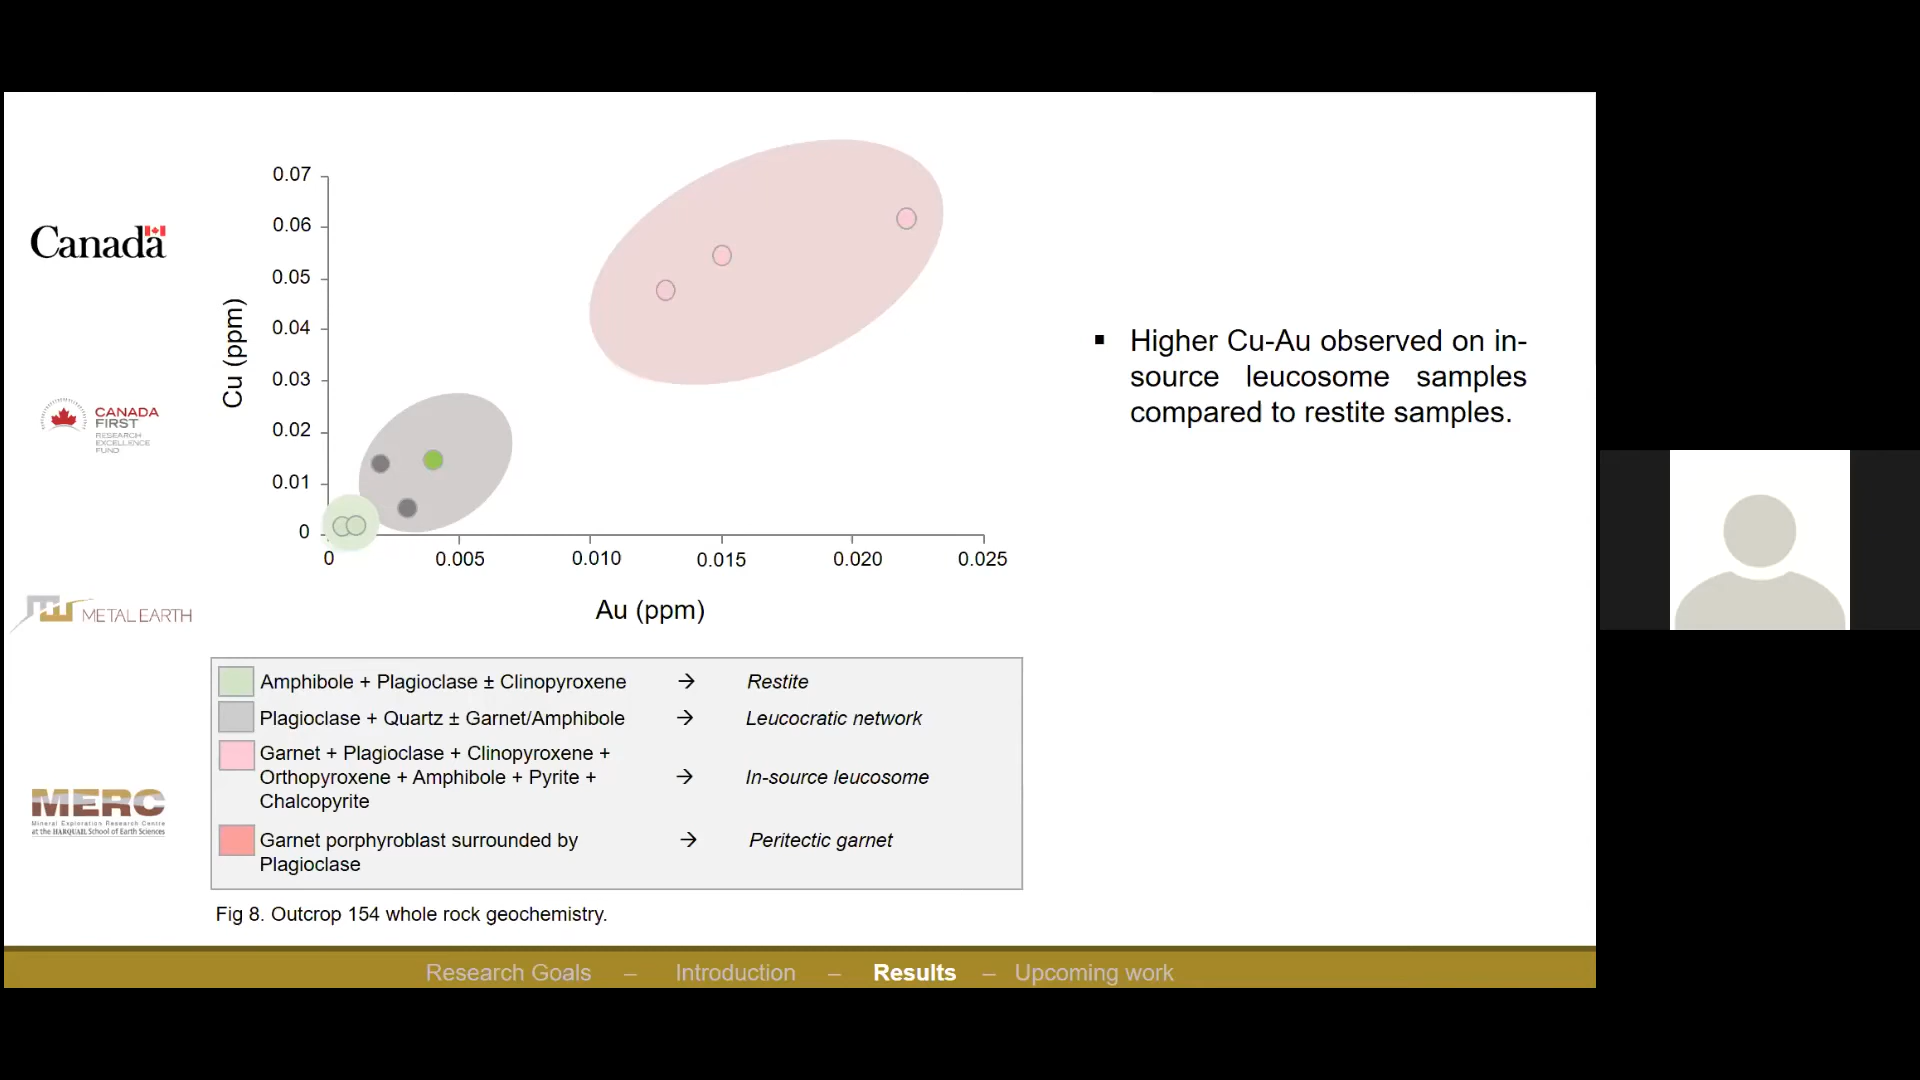 0.07
0.06
0.05
0.04
0.03
0.02
0.01
0
Cu (ppm)
0 0.005 0.010 0.015 0.020 0.025
Au (ppm)
Canada
CANADA
FIRST
RESEARCH
EXCELLENCE
FUND
METAL EARTH
MERC
Mineral Exploration Research Centre
at the HARQUAIL School of Earth Sciences
▪ Higher Cu-Au observed on in-
source leucosome samples
compared to restite samples.
Amphibole + Plagioclase ± Clinopyroxene → Restite
Plagioclase + Quartz ± Garnet/Amphibole → Leucocratic network
Garnet + Plagioclase + Clinopyroxene +
Orthopyroxene + Amphibole + Pyrite + → In-source leucosome
Chalcopyrite
Garnet porphyroblast surrounded by → Peritectic garnet
Plagioclase
Fig 8. Outcrop 154 whole rock geochemistry.
Research Goals – Introduction – Results – Upcoming work